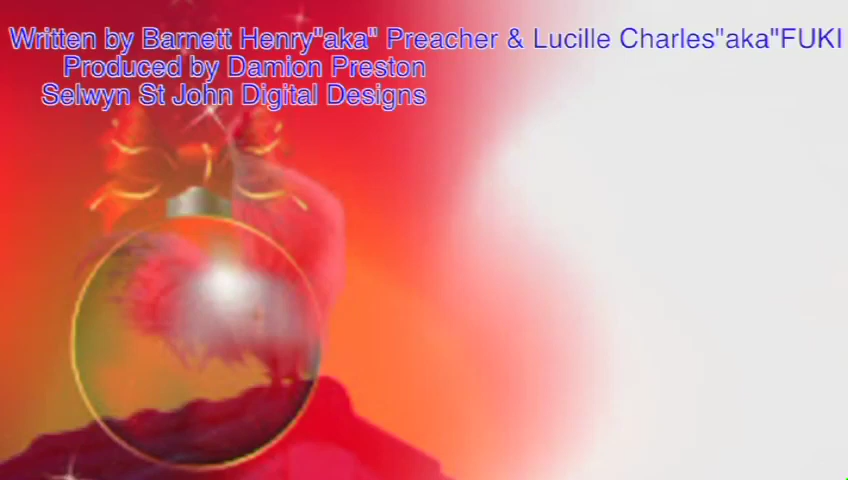 Written by Barnett Henry"aka" Preacher & Lucille Charles"aka"FUKI
Produced by Damion Preston
Selwyn St John Digital Designs